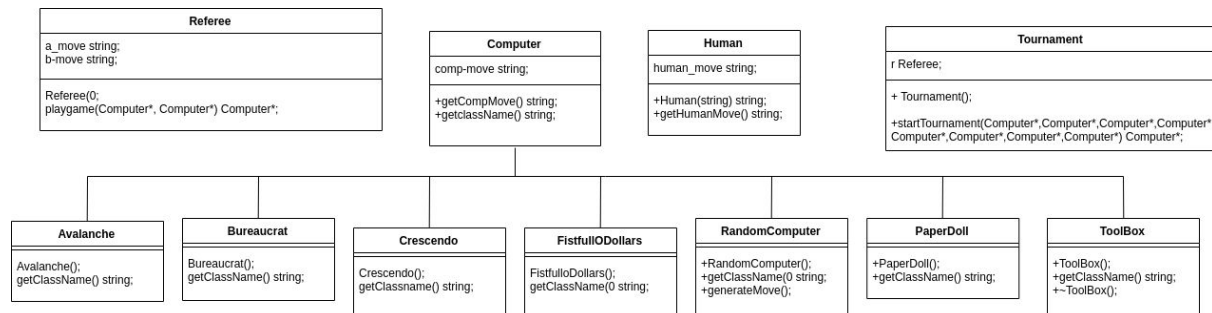 Referee
a_move string;
b-move string;
Referee(0;
playgame(Computer*, Computer*) Computer*;
Computer
comp-move string;
+getCompMove() string;
+getclassName() string;
Human
human_move string;
+Human(string) string;
+getHumanMove() string;
Tournament
r Referee;
+ Tournament();
+startTournament(Computer*,Computer*,Computer*,Computer*
Computer*,Computer*,Computer*,Computer*) Computer*;
Avalanche
Avalanche();
getClassName() string;
Bureaucrat
Bureaucrat();
getClassName() string;
Crescendo
Crescendo();
getClassname() string;
FistfullODollars
FistfulloDollars();
getClassName(0 string;
RandomComputer
+RandomComputer();
+getClassName(0 string;
+generateMove();
PaperDoll
+PaperDoll();
+getClassName() string;
ToolBox
+ToolBox();
+getClassName() string;
+~ToolBox();